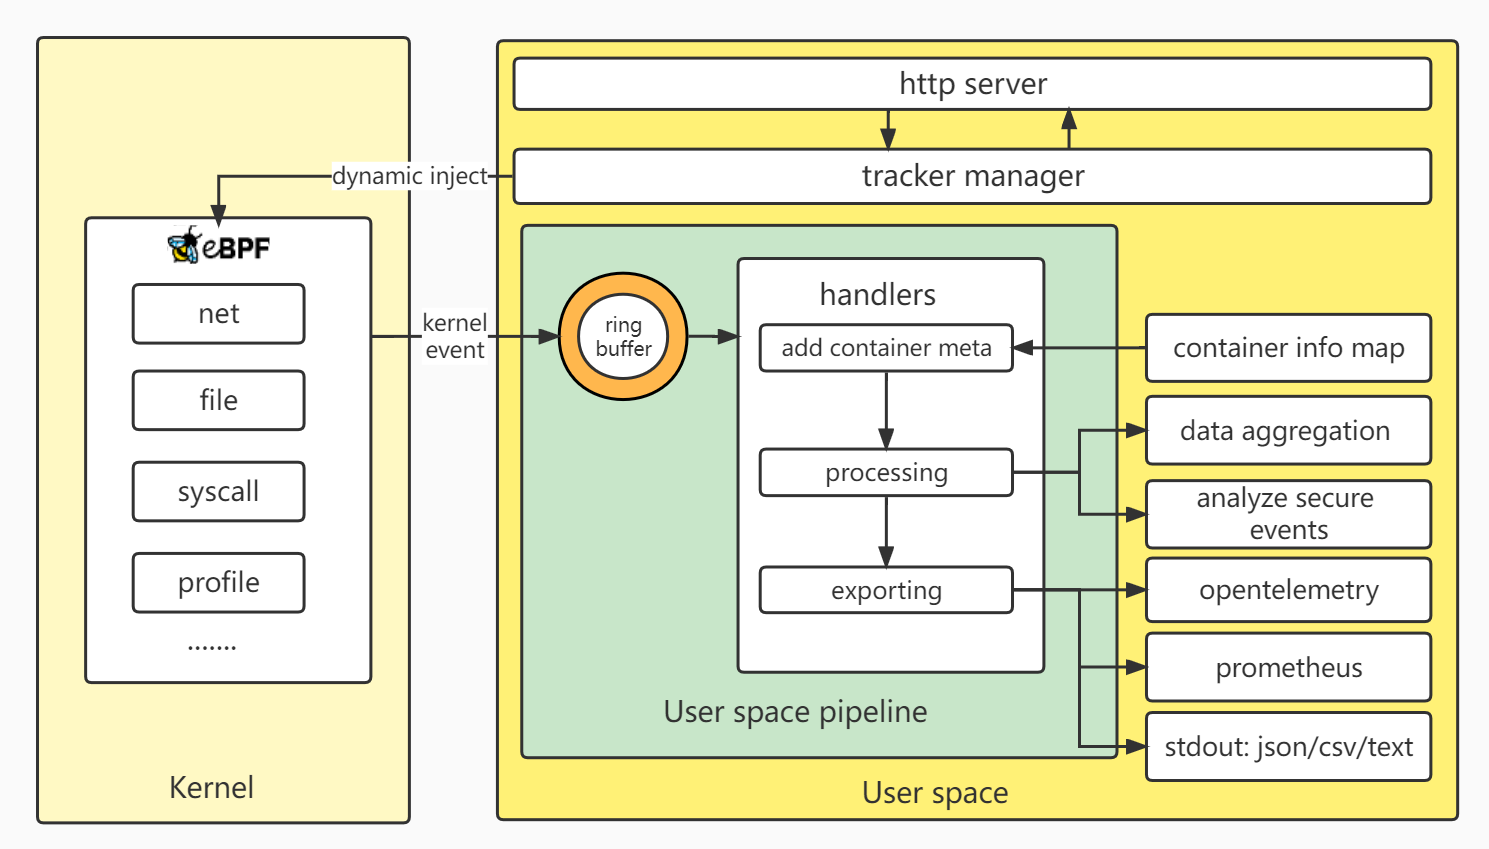 http server
tracker manager
dynamic inject
eBPF
net
file
syscall
profile
.......
Kernel
kernel
event
ring
buffer
handlers
add container meta
processing
exporting
User space pipeline
container info map
data aggregation
analyze secure
events
opentelemetry
prometheus
stdout: json/csv/text
User space